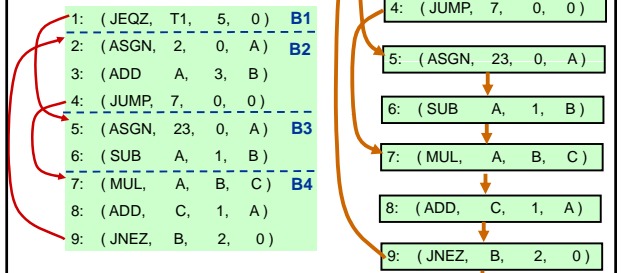 1: ( JEQZ, T1, 5, 0 ) B1
2: ( ASGN, 2, 0, A ) B2
3: ( ADD A, 3, B )
4: ( JUMP, 7, 0, 0 )
5: ( ASGN, 23, 0, A ) B3
6: ( SUB A, 1, B )
7: ( MUL, A, B, C ) B4
8: ( ADD, C, 1, A )
9: ( JNEZ, B, 2, 0 )
4: ( JUMP, 7, 0, 0 )
5: ( ASGN, 23, 0, A )
6: ( SUB A, 1, B )
7: ( MUL, A, B, C )
8: ( ADD, C, 1, A )
9: ( JNEZ, B, 2, 0 )